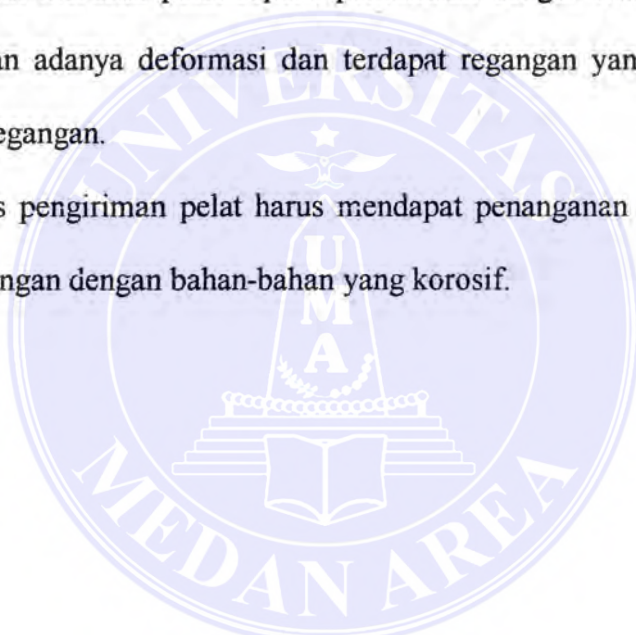 an adanya deformasi dan terdapat regangan yan
egangan.
s pengiriman pelat harus mendapat penanganan
ngan dengan bahan-bahan yang korosif.
UNIVERSITAS
UMA
MEDAN AREA